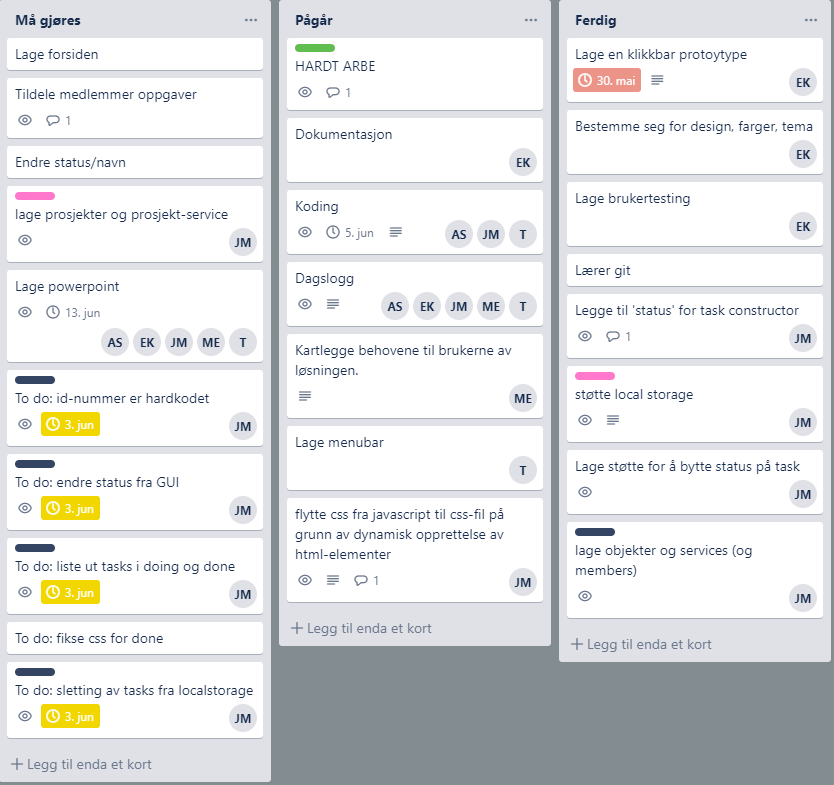 Må gjøres
Lage forsiden
Tildele medlemmer oppgaver
1
Endre status/navn
lage prosjekter og prosjekt-service
JM
Lage powerpoint
13. jun
AS EK JM ME T
To do: id-nummer er hardkodet
3. jun
JM
To do: endre status fra GUI
3. jun
JM
To do: liste ut tasks i doing og done
3. jun
JM
To do: fikse css for done
To do: sletting av tasks fra localstorage
3. jun
JM
+ Legg til enda et kort
Pågår
HARDT ARBE
1
Dokumentasjon
EK
Koding
5. jun
AS JM T
Dagslogg
AS EK JM ME T
Kartlegge behovene til brukerne av
løsningen.
ME
Lage menubar
T
flytte css fra javascript til css-fil på
grunn av dynamisk opprettelse av
html-elementer
1
JM
+ Legg til enda et kort
Ferdig
Lage en klikkbar protoytype
30. mai
EK
Bestemme seg for design, farger, tema
EK
Lage brukertesting
EK
Lærer git
Legge til 'status' for task constructor
1
JM
støtte local storage
JM
Lage støtte for å bytte status på task
JM
lage objekter og services (og
members)
JM
+ Legg til enda et kort